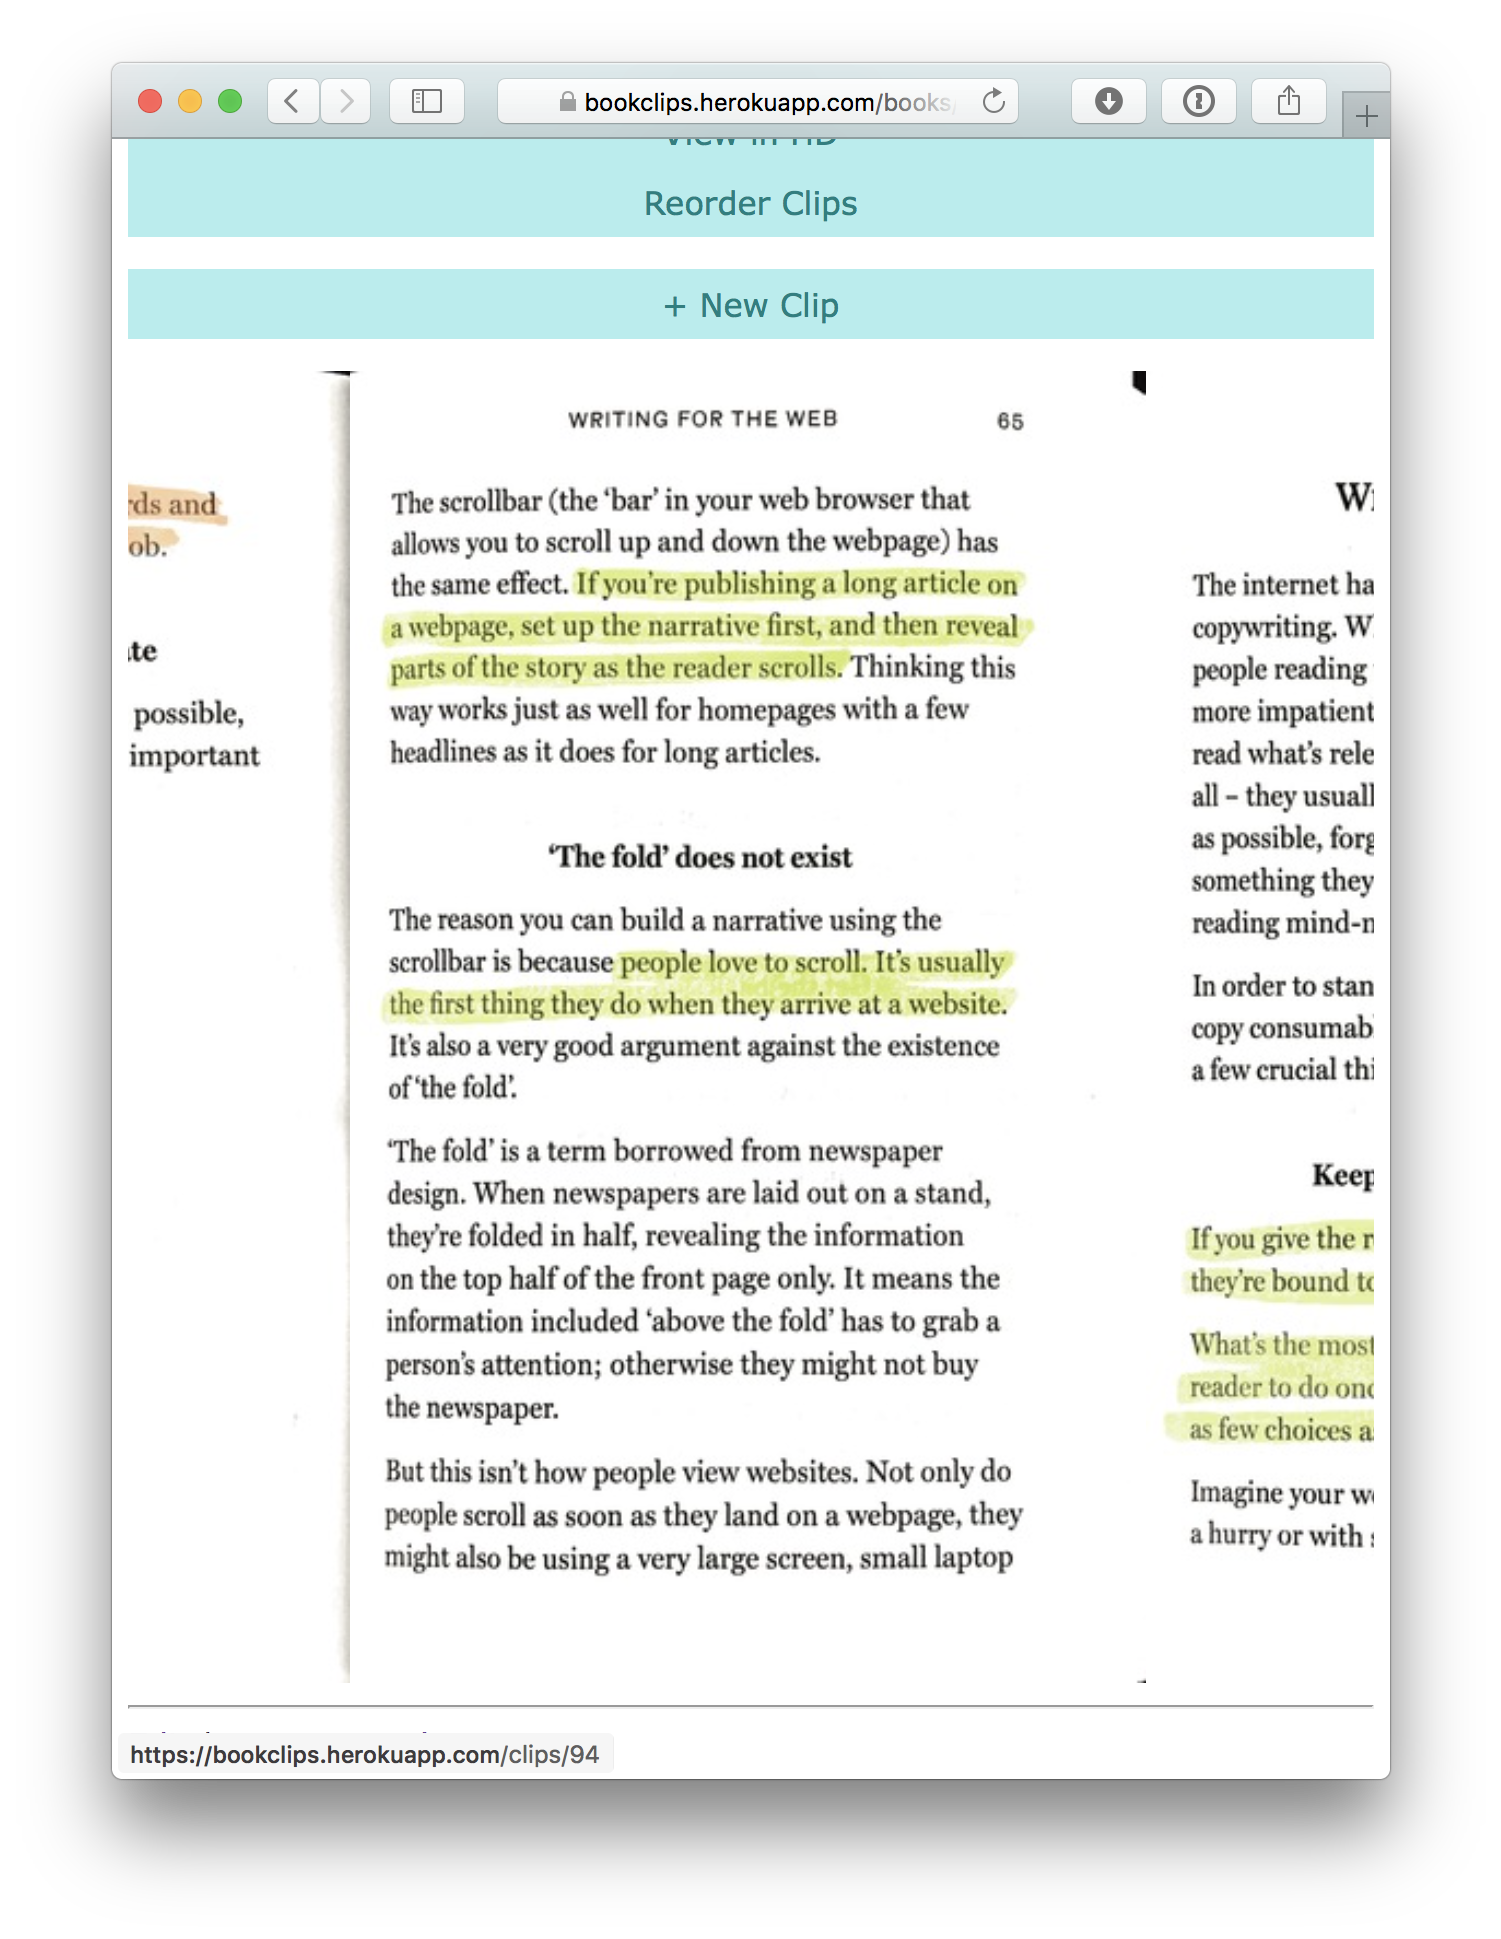 bookclips.herokuapp.com/books/
View in HD
Reorder Clips
+ New Clip
rds and
ob.
te
possible,
important
WRITING FOR THE WEB 65
The scrollbar (the ‘bar’ in your web browser that
allows you to scroll up and down the webpage) has
the same effect. If you’re publishing a long article on
a webpage, set up the narrative first, and then reveal
parts of the story as the reader scrolls. Thinking this
way works just as well for homepages with a few
headlines as it does for long articles.
‘The fold’ does not exist
The reason you can build a narrative using the
scrollbar is because people love to scroll. It’s usually
the first thing they do when they arrive at a website.
It’s also a very good argument against the existence
of ‘the fold’.
‘The fold’ is a term borrowed from newspaper
design. When newspapers are laid out on a stand,
they’re folded in half, revealing the information
on the top half of the front page only. It means the
information included ‘above the fold’ has to grab a
person’s attention; otherwise they might not buy
the newspaper.
But this isn’t how people view websites. Not only do
people scroll as soon as they land on a webpage, they
might also be using a very large screen, small laptop
The internet ha
copywriting. W
people reading
more impatient
read what’s rele
all – they usuall
as possible, forg
something they
reading mind-n
In order to stan
copy consumab
a few crucial thi
Keep
If you give the r
they’re bound to
What’s the most
reader to do onc
as few choices a
Imagine your we
a hurry or with s
https://bookclips.herokuapp.com/clips/94